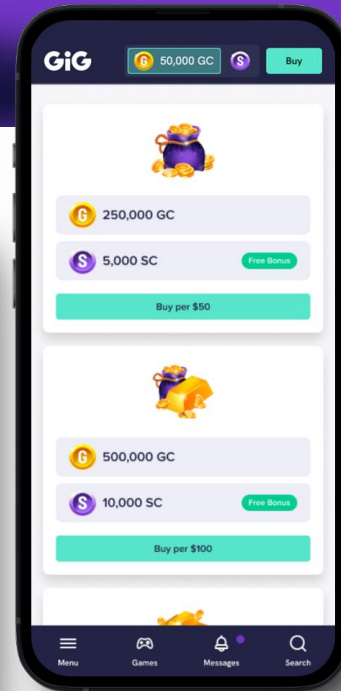 GiG
G 50,000 GC S Buy
G 250,000 GC
S 5,000 SC Free Bonus
Buy per $50
G 500,000 GC
S 10,000 SC Free Bonus
Buy per $100
Menu Games Messages Search